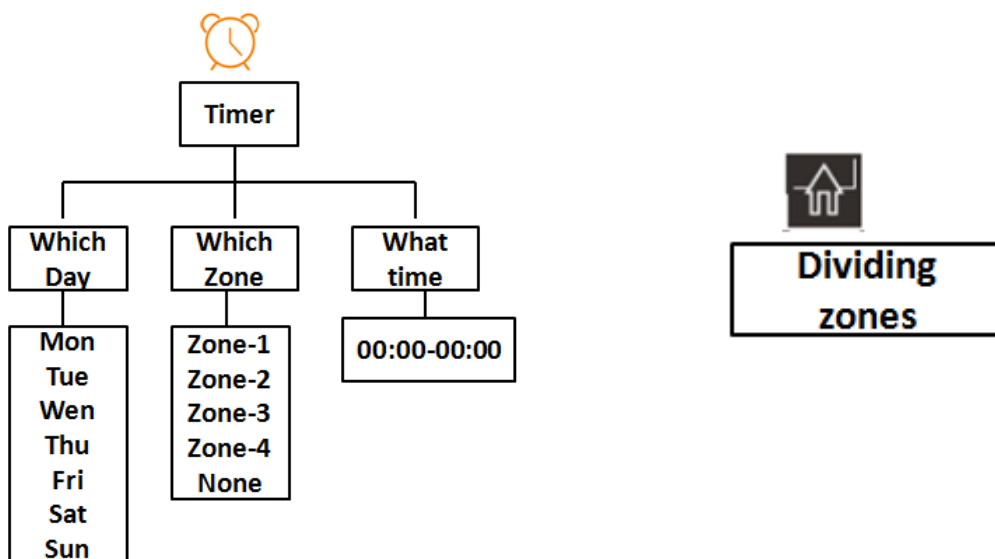 Timer
Which
Day
Which
Zone
What
time
Mon
Tue
Wen
Thu
Fri
Sat
Sun
Zone-1
Zone-2
Zone-3
Zone-4
None
00:00-00:00
Dividing
zones